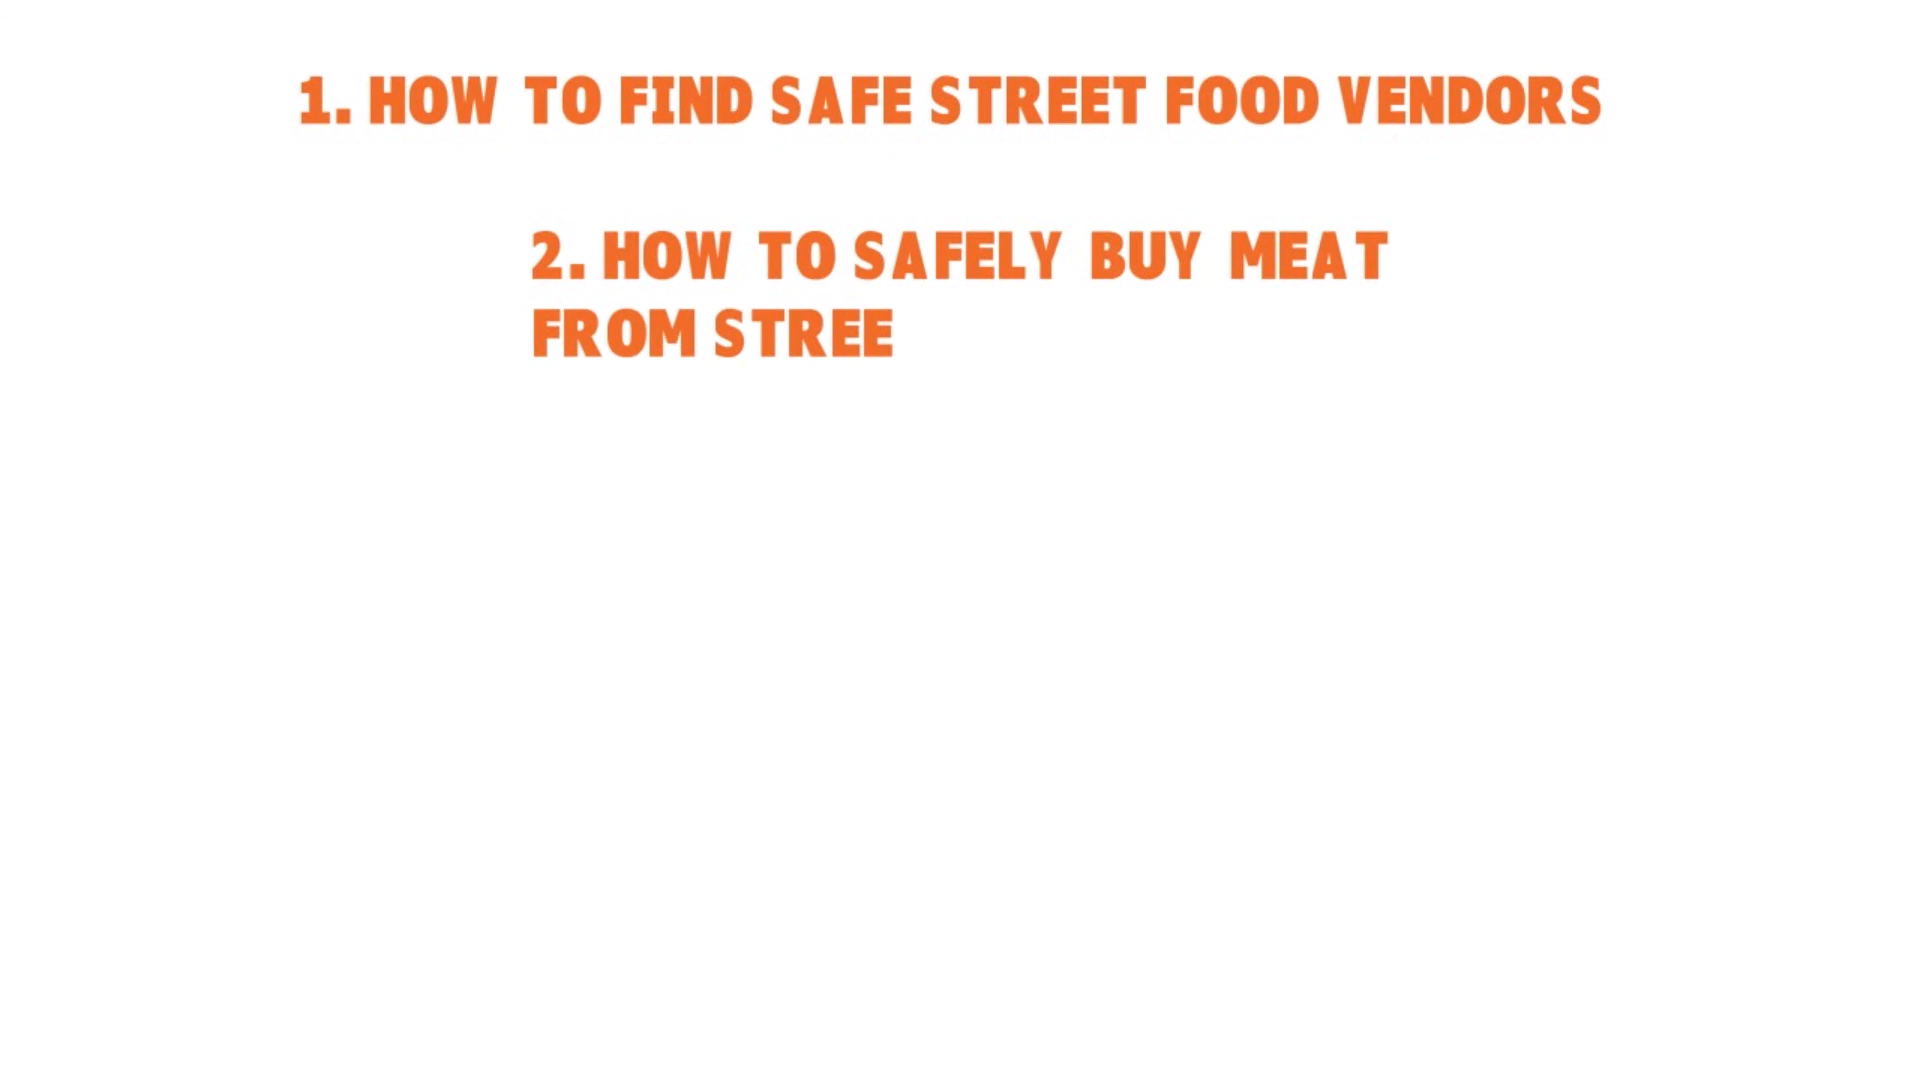 1. HOW TO FIND SAFE STREET FOOD VENDORS
2. HOW TO SAFELY BUY MEAT
FROM STREE